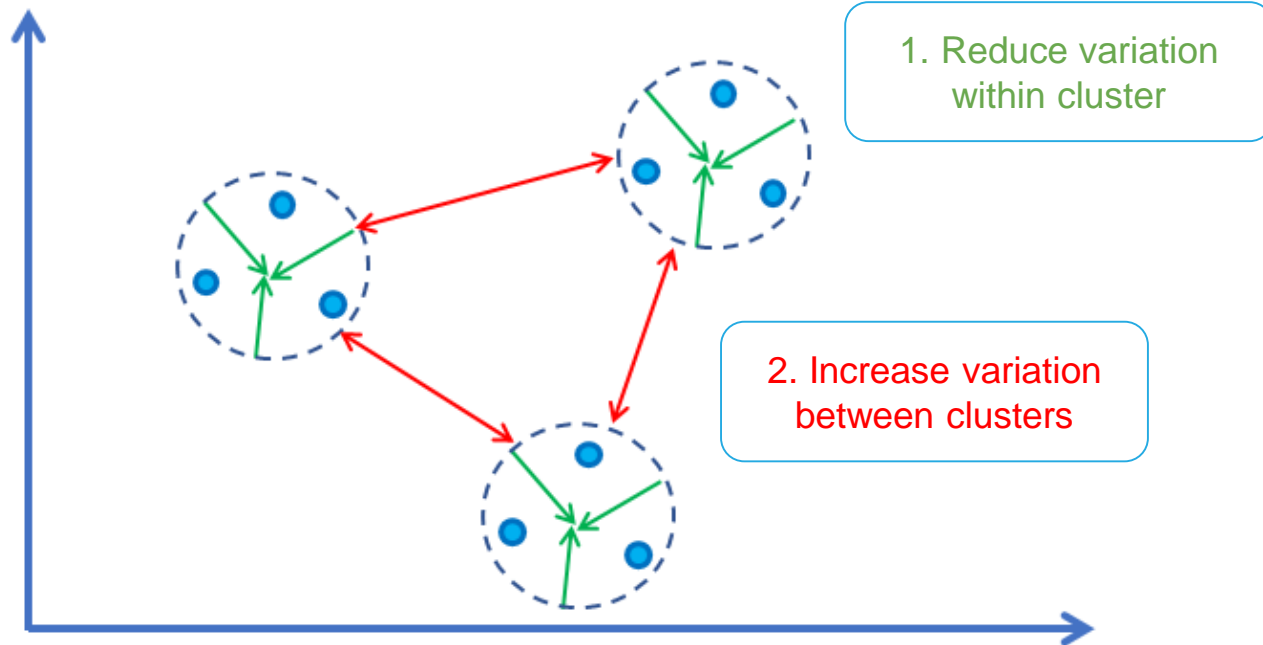 1. Reduce variation
within cluster
2. Increase variation
between clusters